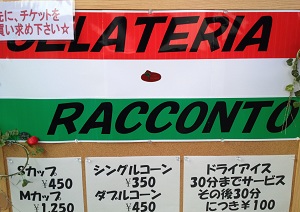 元に、チケットを
買い求め下さい☆
GELATERIA
RACCONTO
Sカップ
¥450
Mカップ
¥1,250
シングルコーン
¥350
ダブルコーン
¥450
ドライアイス
30分までサービス
その後30分
につき¥100